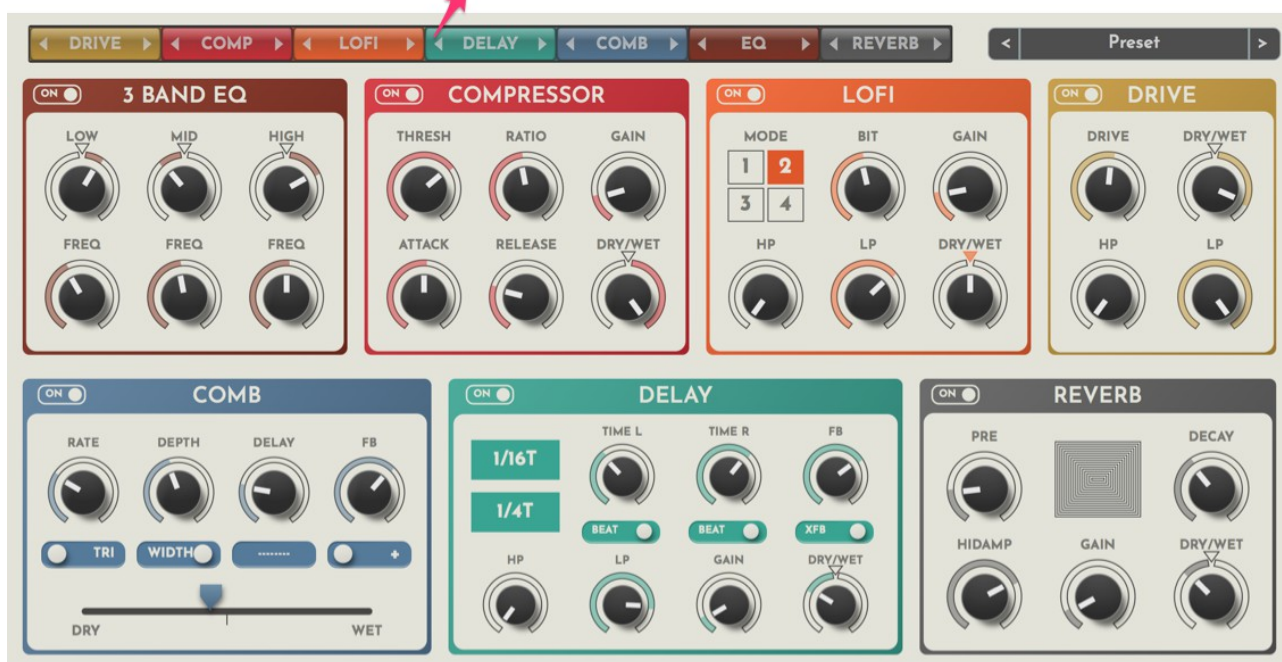 DRIVE COMP LOFI DELAY COMB EQ REVERB < Preset >
ON 3 BAND EQ
LOW MID HIGH
FREQ FREQ FREQ
ON COMPRESSOR
THRESH RATIO GAIN
ATTACK RELEASE DRY/WET
ON LOFI
MODE BIT GAIN
1 2
3 4
HP LP DRY/WET
ON DRIVE
DRIVE DRY/WET
HP LP
ON COMB
RATE DEPTH DELAY FB
TRI WIDTH -------- +
DRY WET
ON DELAY
TIME L TIME R FB
1/16T
1/4T
BEAT BEAT XFB
HP LP GAIN DRY/WET
ON REVERB
PRE DECAY
HIDAMP GAIN DRY/WET